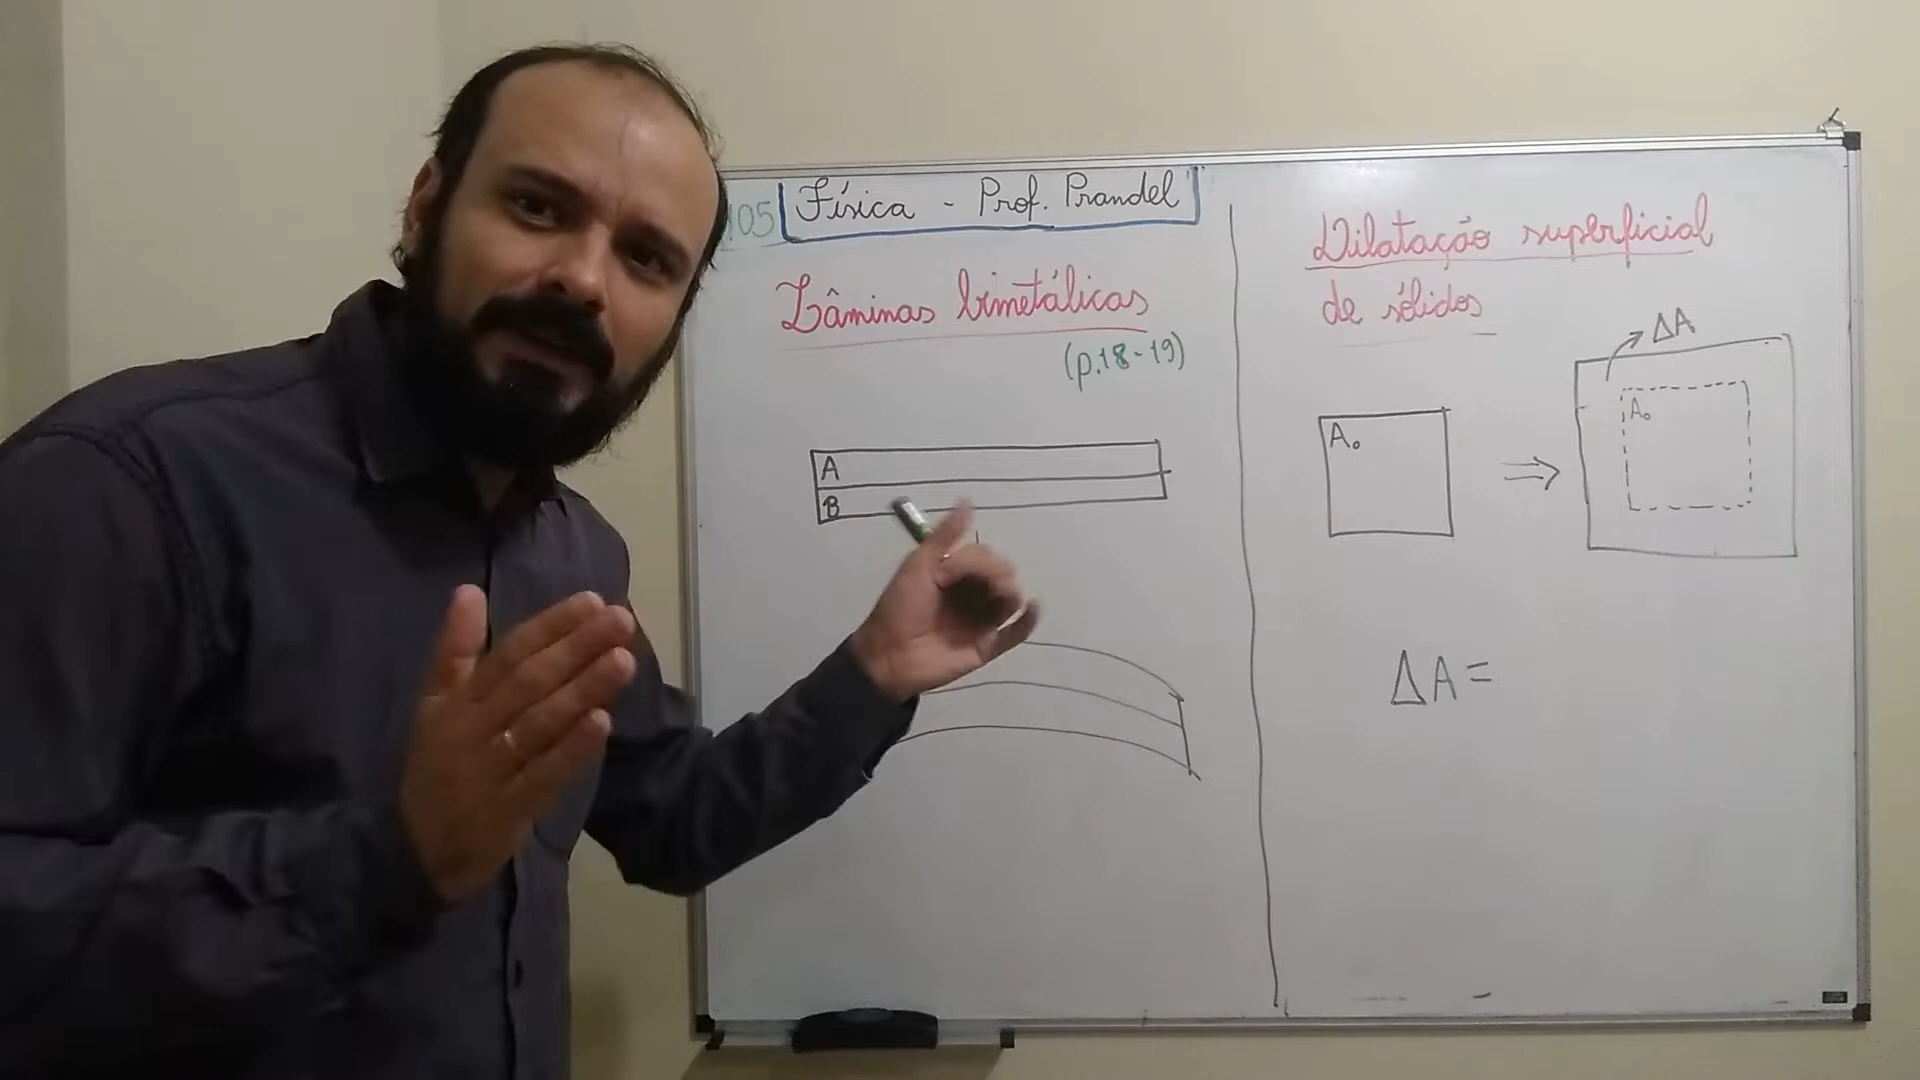 105
Física - Prof. Prandel
Lâminas bimetálicas
(p.18-19)
A
B
Dilatação superficial
de sólidos
ΔA
A₀
A₀
ΔA =